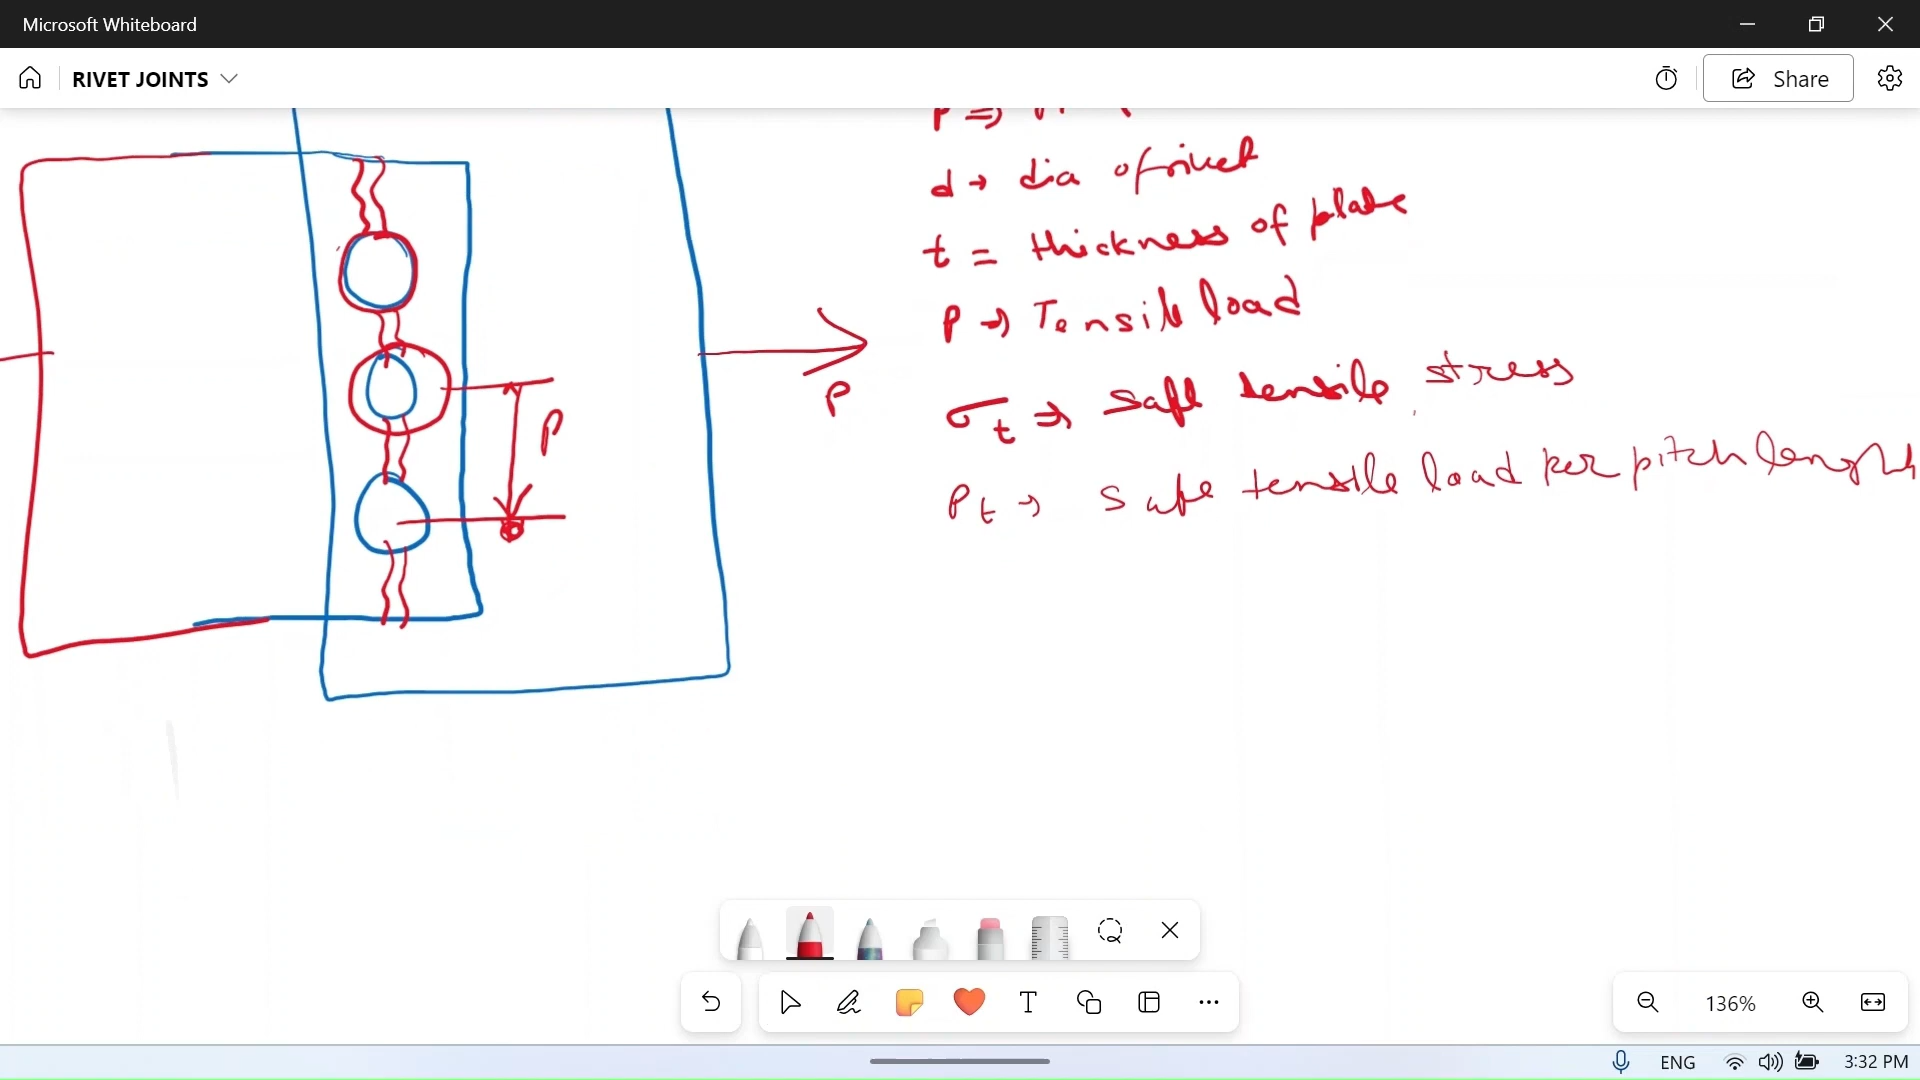 Microsoft Whiteboard
RIVET JOINTS
Share
P ⇒
d → dia of rivet
t = thickness of plate
P → Tensile load
σt ⇒ safe tensile stress
Pt → Safe tensile load per pitch length
P
P
136%
ENG
3:32 PM